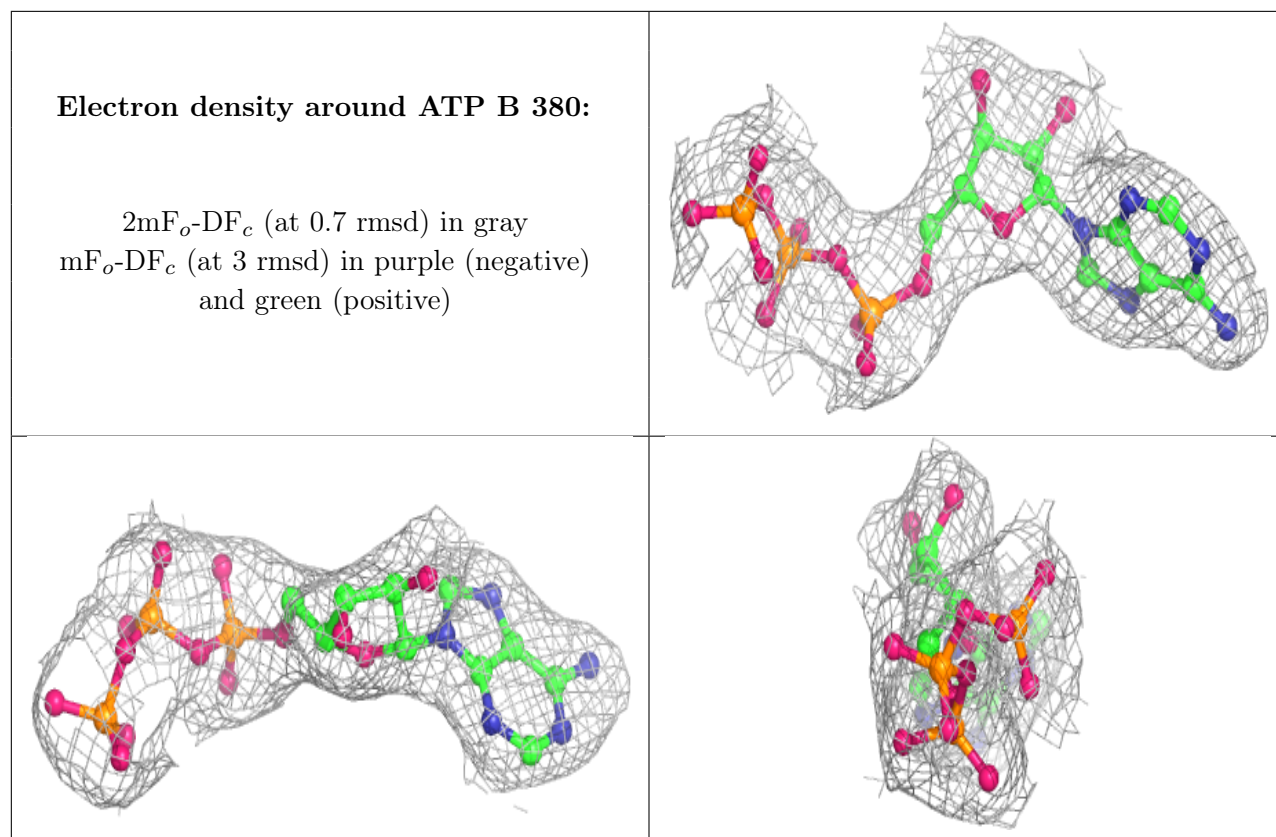 Electron density around ATP B 380:
2mFₒ-DF𝑐 (at 0.7 rmsd) in gray
mFₒ-DF𝑐 (at 3 rmsd) in purple (negative)
and green (positive)